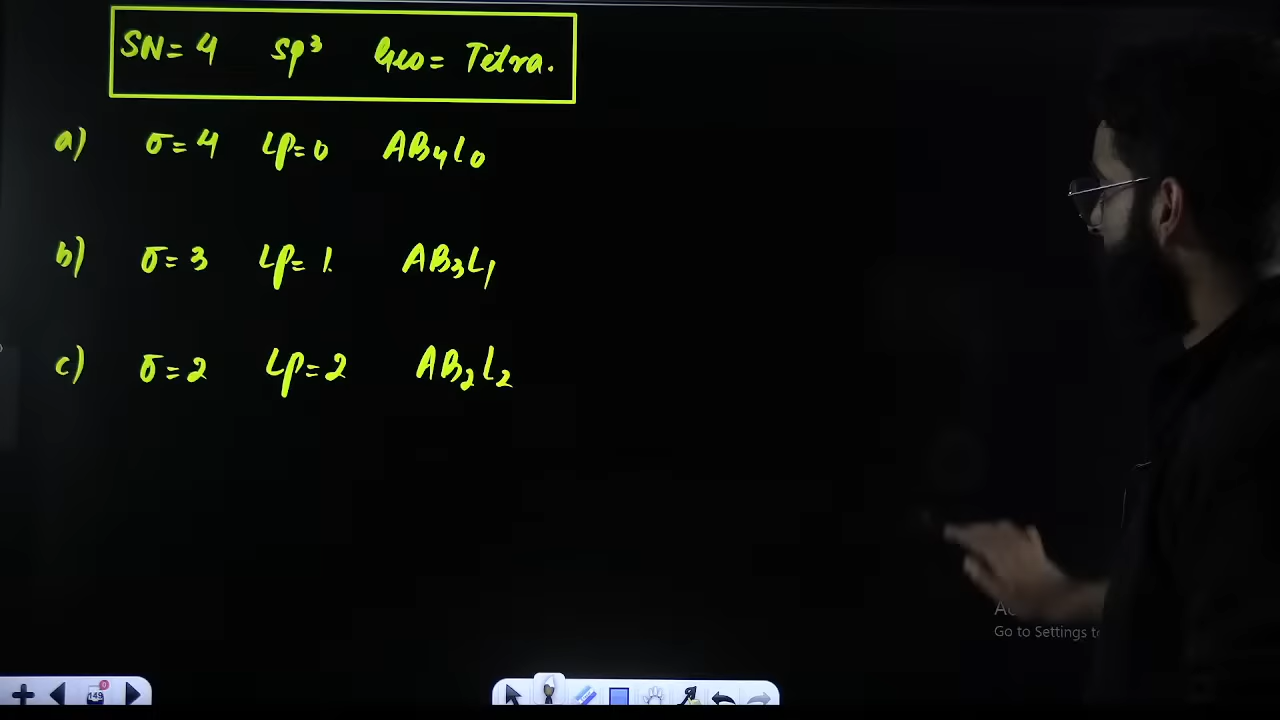 SN = 4 sp³ Geo = Tetra.
a) σ = 4 Lp = 0 AB₄L₀
b) σ = 3 Lp = 1. AB₃L₁
c) σ = 2 Lp = 2 AB₂L₂
Go to Settings
149